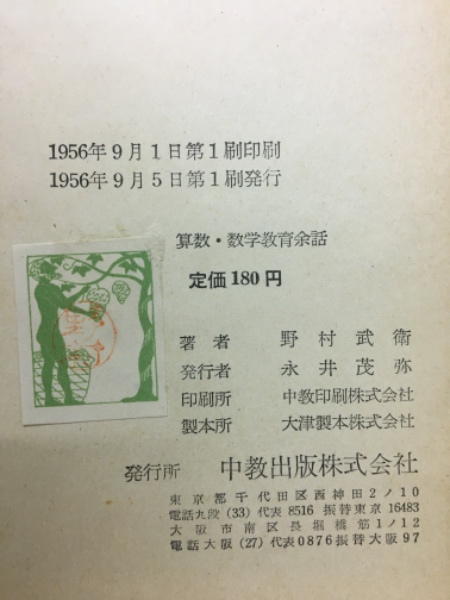 1956年9月1日第1刷印刷
1956年9月5日第1刷発行
算数・数学教育余話
定価180円
著者 野村武衛
発行者 永井茂弥
印刷所 中教印刷株式会社
製本所 大津製本株式会社
発行所 中教出版株式会社
東京都千代田区西神田2ノ10
電話九段(33)代表8516 振替東京16483
大阪市南区長堀橋筋1ノ12
電話大阪(27)代表0876振替大阪97